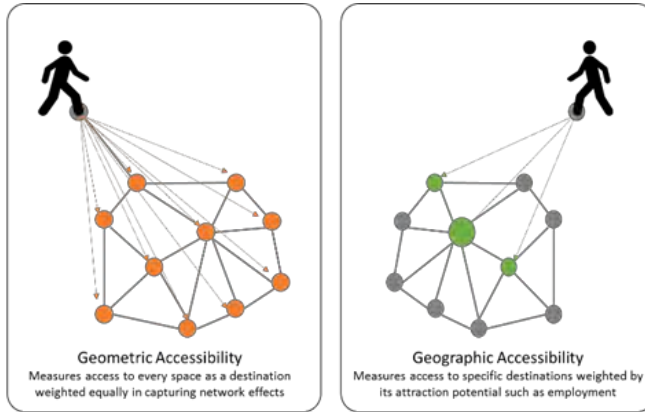 Geometric Accessibility
Measures access to every space as a destination
weighted equally in capturing network effects
Geographic Accessibility
Measures access to specific destinations weighted by
its attraction potential such as employment